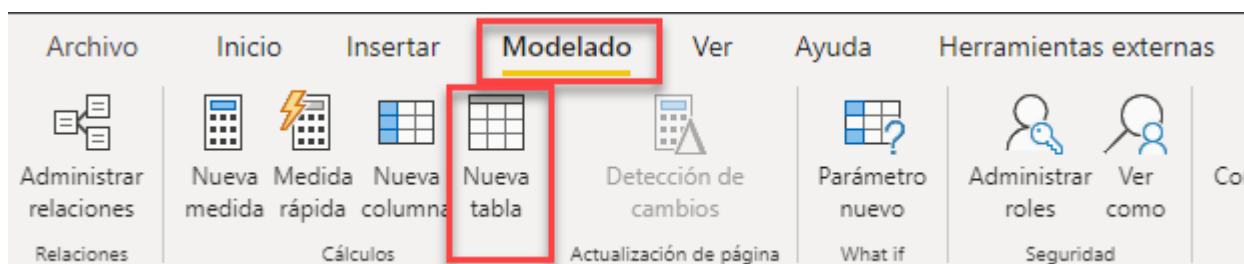 Archivo Inicio Insertar Modelado Ver Ayuda Herramientas externas
Administrar relaciones
Nueva medida
Medida rápida
Nueva columna
Nueva tabla
Detección de cambios
Parámetro nuevo
Administrar roles
Ver como
Relaciones Cálculos Actualización de página What if Seguridad